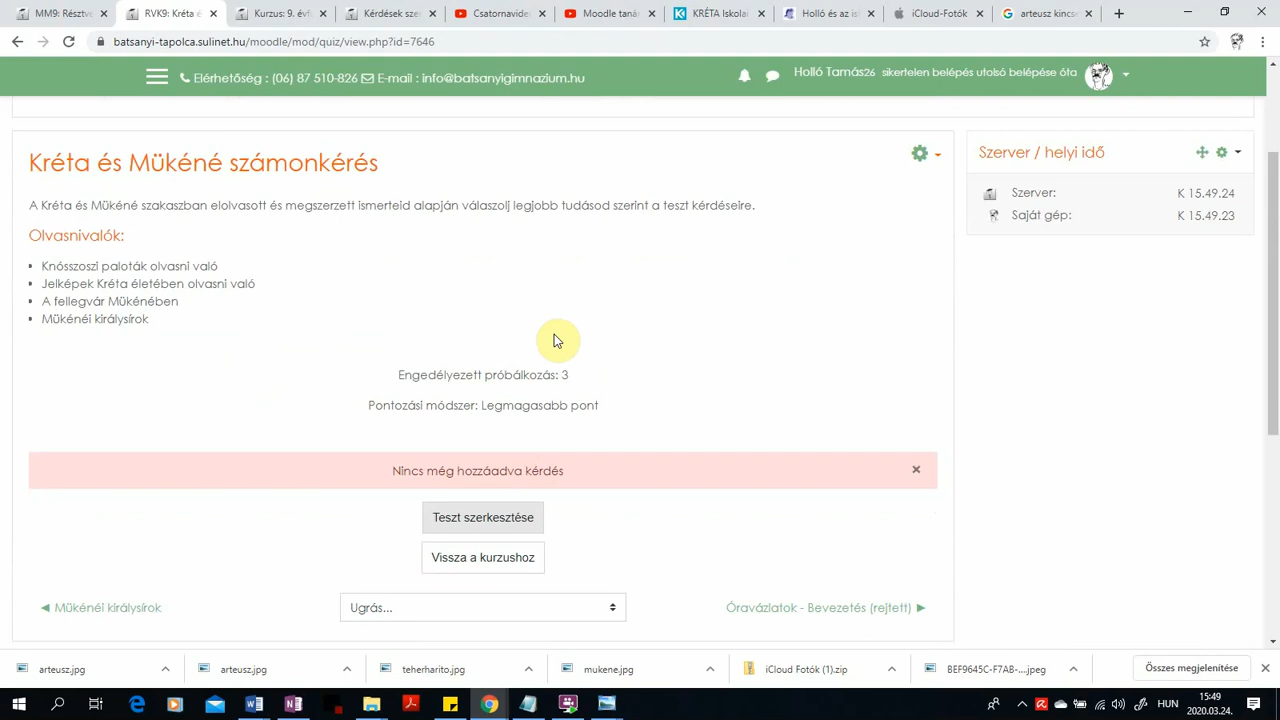 MM9: Résztve
RVK9: Kréta é
Kurzus: 9. évf
Kérdések szer
Csatornavide
Moodle taná
KRÉTA Iskolai
Holló és az is
iCloud-Fotók
arteusz kincs
batsanyi-tapolca.sulinet.hu/moodle/mod/quiz/view.php?id=7646
Elérhetőség : (06) 87 510-826 E-mail : info@batsanyigimnazium.hu
Holló Tamás26 sikertelen belépés utolsó belépése óta
Kréta és Mükéné számonkérés
A Kréta és Mükéné szakaszban elolvasott és megszerzett ismerteid alapján válaszolj legjobb tudásod szerint a teszt kérdéseire.
Olvasnivalók:
Knósszoszi paloták olvasni való
Jelképek Kréta életében olvasni való
A fellegvár Mükénében
Mükénéi királysírok
Engedélyezett próbálkozás: 3
Pontozási módszer: Legmagasabb pont
Nincs még hozzáadva kérdés
Teszt szerkesztése
Vissza a kurzushoz
◄ Mükénéi királysírok
Ugrás...
Óravázlatok - Bevezetés (rejtett) ►
Szerver / helyi idő
Szerver: K 15.49.24
Saját gép: K 15.49.23
arteusz.jpg
arteusz.jpg
teherharito.jpg
mukene.jpg
iCloud Fotók (1).zip
BEF9645C-F7AB-....jpeg
Összes megjelenítése
HUN
15:49
2020.03.24.